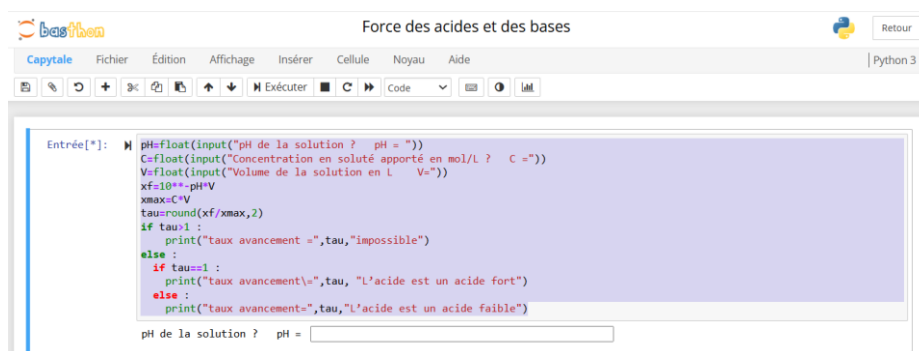 basthon
Force des acides et des bases
Retour
Capytale Fichier Édition Affichage Insérer Cellule Noyau Aide
Python 3
Exécuter Code
Entrée[*]:
pH=float(input("pH de la solution ?   pH = "))
C=float(input("Concentration en soluté apporté en mol/L ?   C ="))
V=float(input("Volume de la solution en L    V="))
xf=10**-pH*V
xmax=C*V
tau=round(xf/xmax,2)
if tau>1 :
    print("taux avancement =",tau,"impossible")
else :
  if tau==1 :
    print("taux avancement\=",tau, "L’acide est un acide fort")
  else :
    print("taux avancement=",tau,"L’acide est un acide faible")
pH de la solution ?   pH =